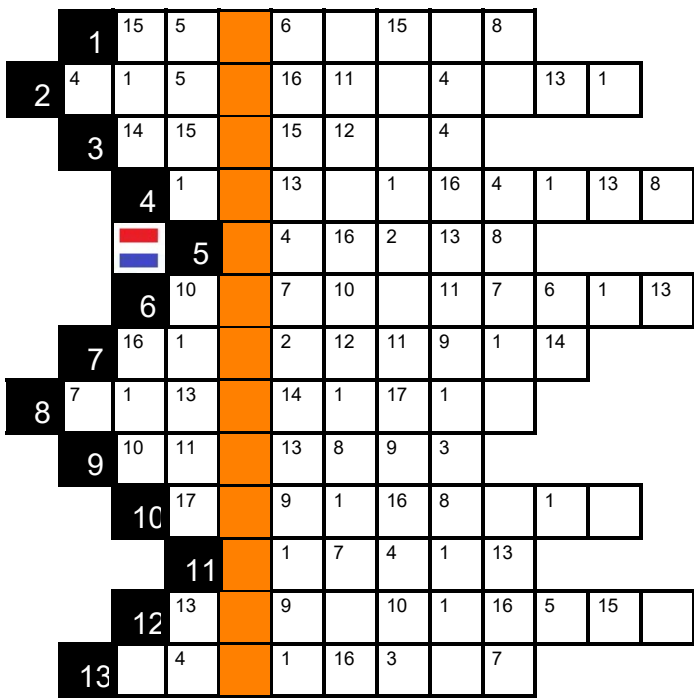 1 15 5 6 15 8
2 4 1 5 16 11 4 13 1
3 14 15 15 12 4
4 1 13 1 16 4 1 13 8
5 4 16 2 13 8
6 10 7 10 11 7 6 1 13
7 16 1 2 12 11 9 1 14
8 7 1 13 14 1 17 1
9 10 11 13 8 9 3
10 17 9 1 16 8 1
11 1 7 4 1 13
12 13 9 10 1 16 5 15
13 4 1 16 3 7